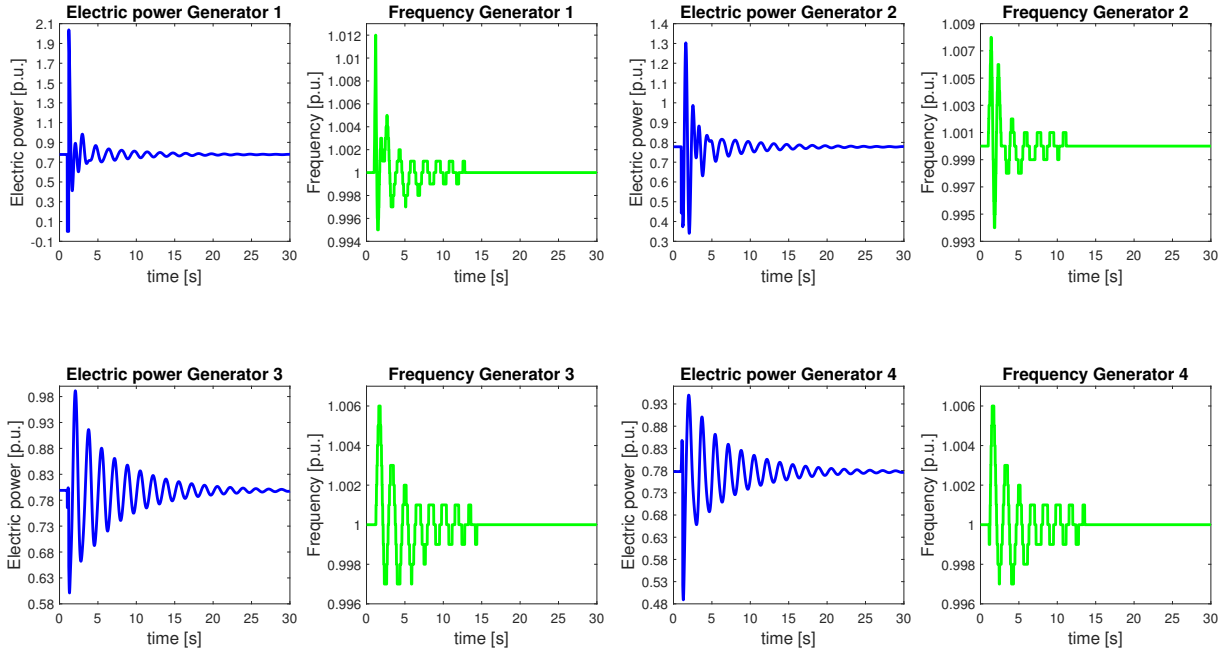 Electric power Generator 1
Electric power [p.u.]
2.1
1.9
1.7
1.5
1.3
1.1
0.9
0.7
0.5
0.3
0.1
-0.1
0 5 10 15 20 25 30
time [s]
Frequency Generator 1
Frequency [p.u.]
1.012
1.01
1.008
1.006
1.004
1.002
1
0.998
0.996
0.994
0 5 10 15 20 25 30
time [s]
Electric power Generator 2
Electric power [p.u.]
1.4
1.3
1.2
1.1
1
0.9
0.8
0.7
0.6
0.5
0.4
0.3
0 5 10 15 20 25 30
time [s]
Frequency Generator 2
Frequency [p.u.]
1.009
1.007
1.005
1.003
1.001
0.999
0.997
0.995
0.993
0 5 10 15 20 25 30
time [s]
Electric power Generator 3
Electric power [p.u.]
0.98
0.93
0.88
0.83
0.78
0.73
0.68
0.63
0.58
0 5 10 15 20 25 30
time [s]
Frequency Generator 3
Frequency [p.u.]
1.006
1.004
1.002
1
0.998
0.996
0 5 10 15 20 25 30
time [s]
Electric power Generator 4
Electric power [p.u.]
0.93
0.88
0.83
0.78
0.73
0.68
0.63
0.58
0.53
0.48
0 5 10 15 20 25 30
time [s]
Frequency Generator 4
Frequency [p.u.]
1.006
1.004
1.002
1
0.998
0.996
0 5 10 15 20 25 30
time [s]